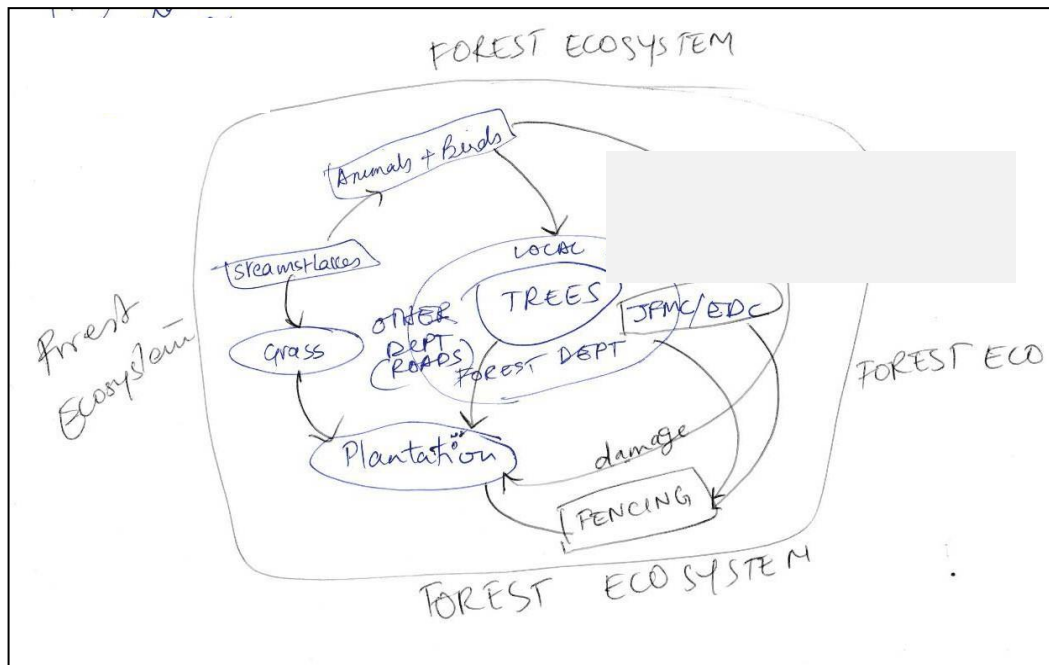 FOREST ECOSYSTEM
Animals + Birds
Streams+Lakes
LOCAL
TREES
JFMC/EDC
OTHER
DEPT
(ROADS)
FOREST DEPT
Grass
Forest
Ecosystem
FOREST ECO
Plantation
damage
FENCING
FOREST ECOSYSTEM